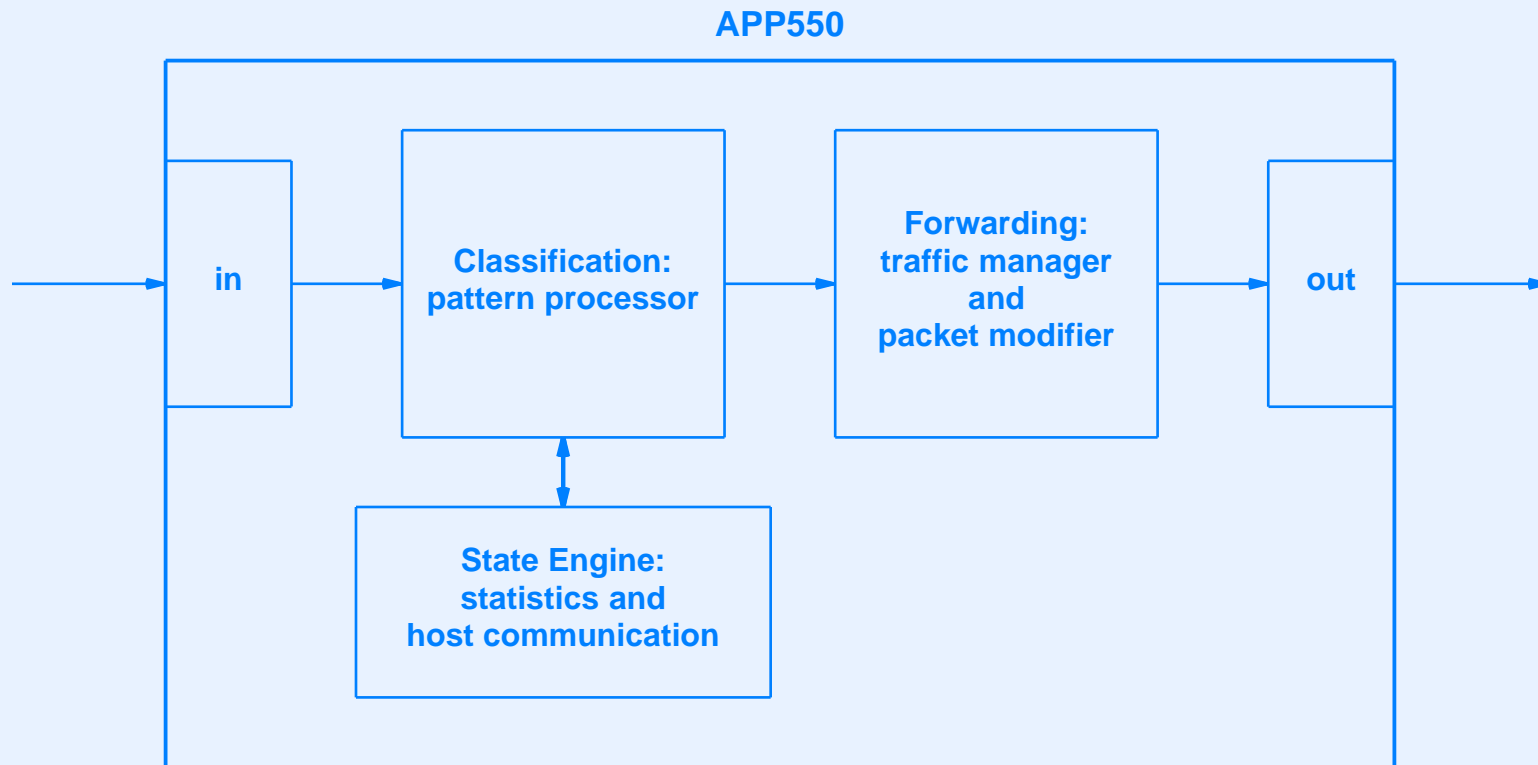 APP550
in
Classification:
pattern processor
Forwarding:
traffic manager
and
packet modifier
out
State Engine:
statistics and
host communication